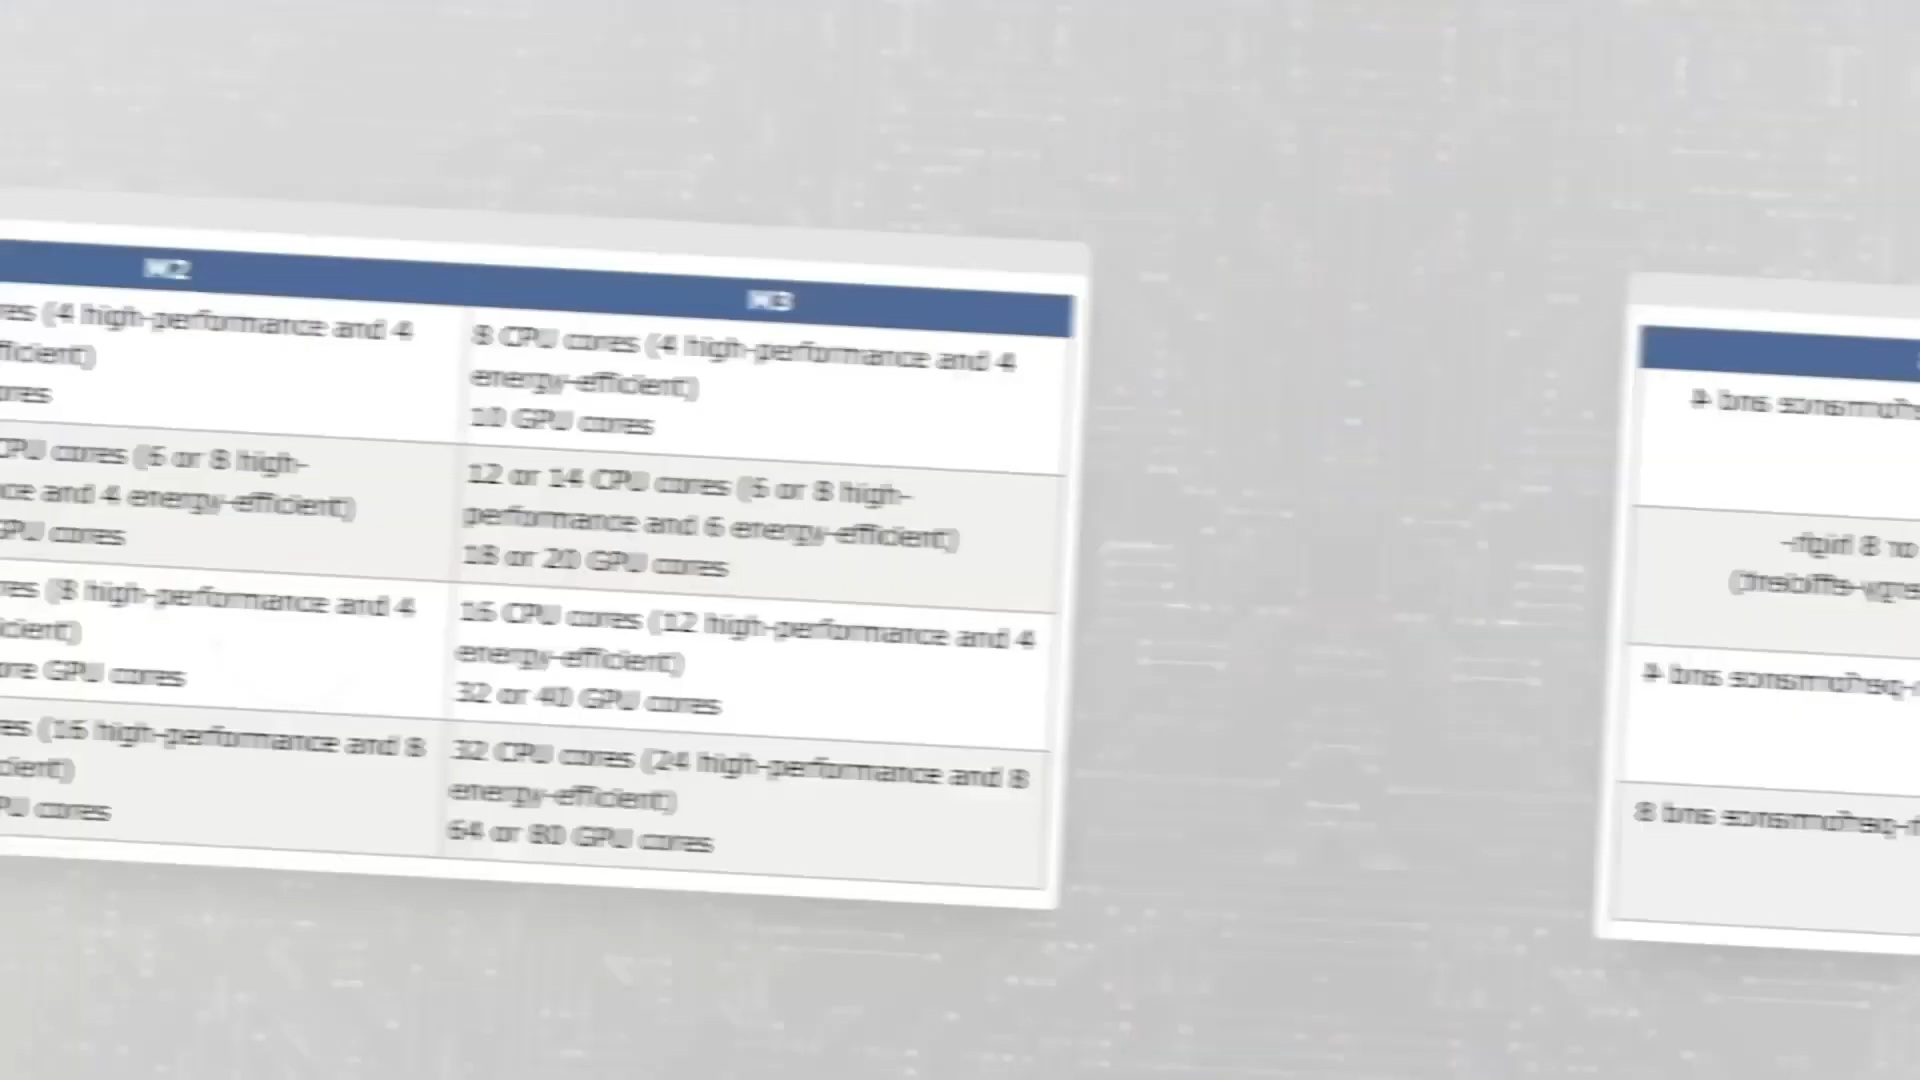 M2
M3
res (4 high-performance and 4
fficient)
ores
8 CPU cores (4 high-performance and 4
energy-efficient)
10 GPU cores
CPU cores (6 or 8 high-
ce and 4 energy-efficient)
GPU cores
12 or 14 CPU cores (6 or 8 high-
performance and 6 energy-efficient)
18 or 20 GPU cores
res (8 high-performance and 4
icient)
ore GPU cores
16 CPU cores (12 high-performance and 4
energy-efficient)
32 or 40 GPU cores
es (16 high-performance and 8
cient)
PU cores
32 CPU cores (24 high-performance and 8
energy-efficient)
64 or 80 GPU cores